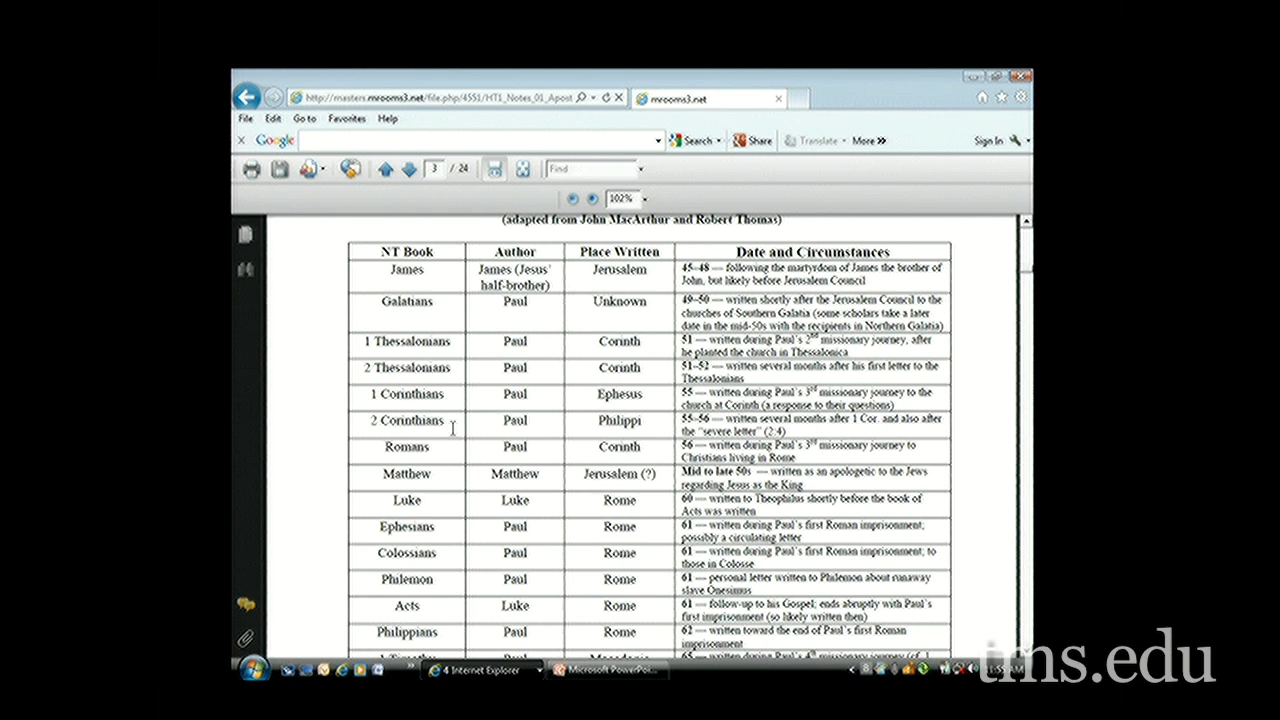 http://masters.mrooms3.net/file.php/4551/HT1_Notes_01_Apost
mrooms3.net
File Edit Go to Favorites Help
X Google Search Share Translate More »
Sign In
3 / 24 Find
102%
(adapted from John MacArthur and Robert Thomas)
NT Book Author Place Written Date and Circumstances
James James (Jesus' half-brother) Jerusalem 45–48 — following the martyrdom of James the brother of
John, but likely before Jerusalem Council
Galatians Paul Unknown 49–50 — written shortly after the Jerusalem Council to the
churches of Southern Galatia (some scholars take a later
date in the mid-50s with the recipients in Northern Galatia)
1 Thessalonians Paul Corinth 51 — written during Paul's 2nd missionary journey, after
he planted the church in Thessalonica
2 Thessalonians Paul Corinth 51–52 — written several months after his first letter to the
Thessalonians
1 Corinthians Paul Ephesus 55 — written during Paul's 3rd missionary journey to the
church at Corinth (a response to their questions)
2 Corinthians Paul Philippi 55–56 — written several months after 1 Cor. and also after
the “severe letter” (2:4)
Romans Paul Corinth 56 — written during Paul's 3rd missionary journey to
Christians living in Rome
Matthew Matthew Jerusalem (?) Mid to late 50s — written as an apologetic to the Jews
regarding Jesus as the King
Luke Luke Rome 60 — written to Theophilus shortly before the book of
Acts was written
Ephesians Paul Rome 61 — written during Paul's first Roman imprisonment;
possibly a circulating letter
Colossians Paul Rome 61 — written during Paul's first Roman imprisonment; to
those in Colosse
Philemon Paul Rome 61 — personal letter written to Philemon about runaway
slave Onesimus
Acts Luke Rome 61 — follow-up to his Gospel; ends abruptly with Paul's
first imprisonment (so likely written then)
Philippians Paul Rome 62 — written toward the end of Paul's first Roman
imprisonment
missionary journey (cf. 1
4 Internet Explorer Microsoft PowerPoi...
tms.edu